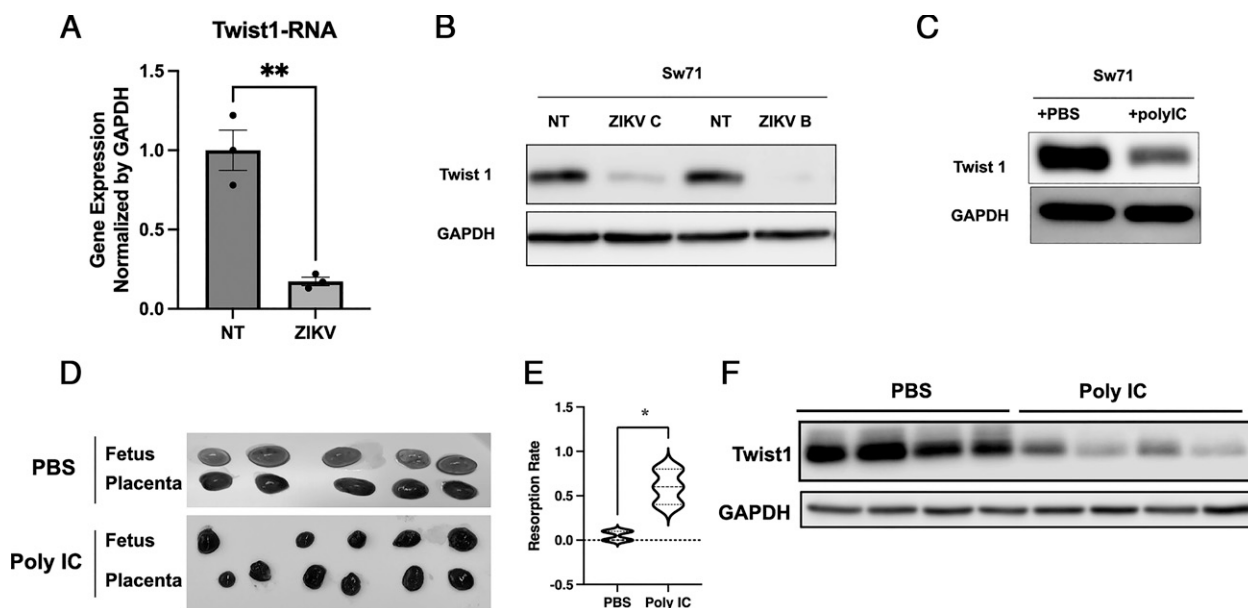 A
Twist1-RNA
Gene Expression
Normalized by GAPDH
1.5
1.0
0.5
0.0
**
NT
ZIKV
B
Sw71
NT
ZIKV C
NT
ZIKV B
Twist 1
GAPDH
C
Sw71
+PBS
+polyIC
Twist 1
GAPDH
D
PBS
Fetus
Placenta
Poly IC
Fetus
Placenta
E
Resorption Rate
1.5
1.0
0.5
0.0
-0.5
*
PBS
Poly IC
F
PBS
Poly IC
Twist1
GAPDH